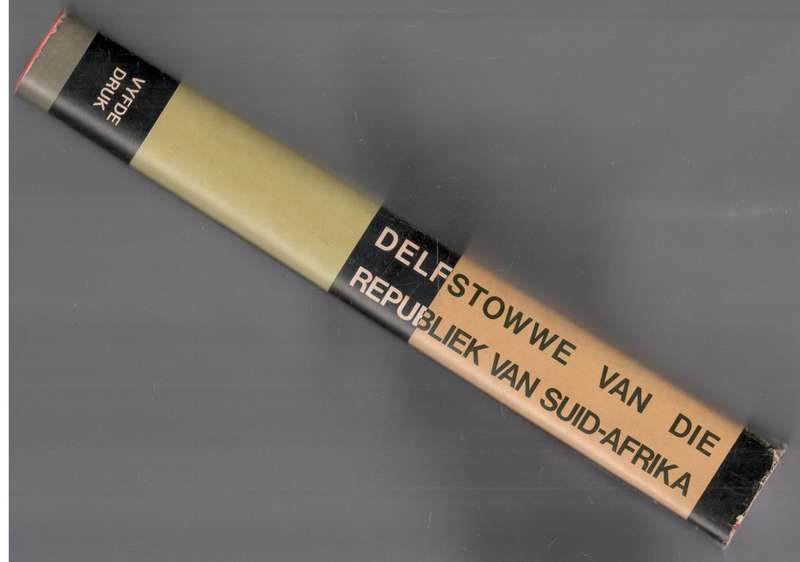 DELFSTOWWE VAN DIE
REPUBLIEK VAN SUID-AFRIKA
VYFDE
DRUK